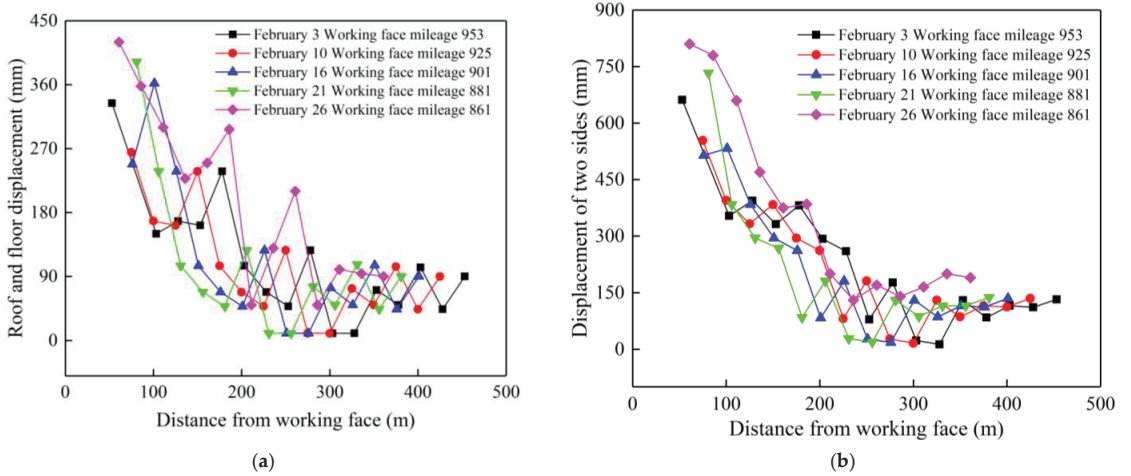 450
360
270
180
90
0
Roof and floor displacement (mm)
February 3 Working face mileage 953
February 10 Working face mileage 925
February 16 Working face mileage 901
February 21 Working face mileage 881
February 26 Working face mileage 861
0 100 200 300 400 500
Distance from working face (m)
(a)
900
750
600
450
300
150
0
Displacement of two sides (mm)
February 3 Working face mileage 953
February 10 Working face mileage 925
February 16 Working face mileage 901
February 21 Working face mileage 881
February 26 Working face mileage 861
0 100 200 300 400 500
Distance from working face (m)
(b)